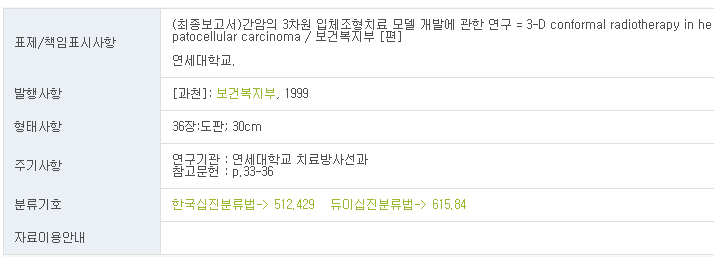 표제/책임표시사항
(최종보고서)간암의 3차원 입체조형치료 모델 개발에 관한 연구 = 3-D conformal radiotherapy in he
patocellular carcinoma / 보건복지부 [편]
연세대학교.
발행사항
[과천]: 보건복지부, 1999
형태사항
36장:도판; 30cm
주기사항
연구기관 : 연세대학교 치료방사선과
참고문헌 : p.33-36
분류기호
한국십진분류법-> 512.429 듀이십진분류법-> 615.84
자료이용안내